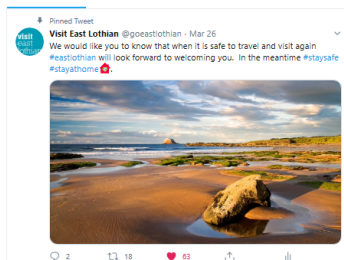 Pinned Tweet
visit
east
lothian
Visit East Lothian @goeastlothian · Mar 26
We would like you to know that when it is safe to travel and visit again
#eastlothian will look forward to welcoming you. In the meantime #staysafe
#stayathome.
2 18 63